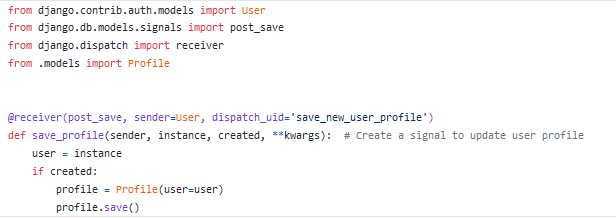 from django.contrib.auth.models import User
from django.db.models.signals import post_save
from django.dispatch import receiver
from .models import Profile
@receiver(post_save, sender=User, dispatch_uid='save_new_user_profile')
def save_profile(sender, instance, created, **kwargs):  # Create a signal to update user profile
    user = instance
    if created:
        profile = Profile(user=user)
        profile.save()